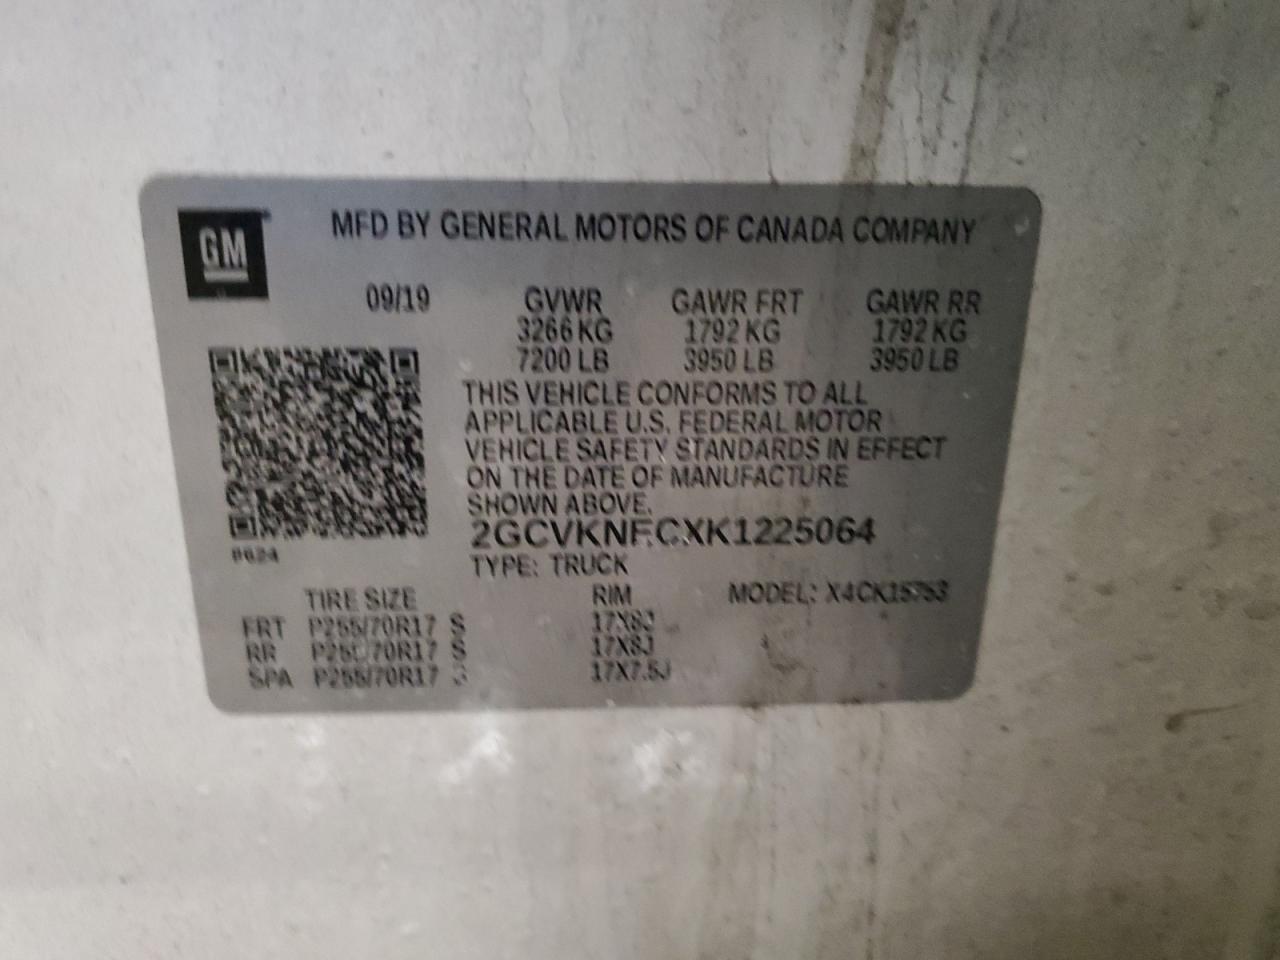 GM
MFD BY GENERAL MOTORS OF CANADA COMPANY
09/19 GVWR GAWR FRT GAWR RR
3266 KG 1792 KG 1792 KG
7200 LB 3950 LB 3950 LB
THIS VEHICLE CONFORMS TO ALL
APPLICABLE U.S. FEDERAL MOTOR
VEHICLE SAFETY STANDARDS IN EFFECT
ON THE DATE OF MANUFACTURE
SHOWN ABOVE.
2GCVKNECXK1225064
TYPE: TRUCK
TIRE SIZE RIM MODEL: X4CK15753
FRT P255/70R17 S 17X8J
RR P255/70R17 S 17X8J
SPA P255/70R17 17X7.5J